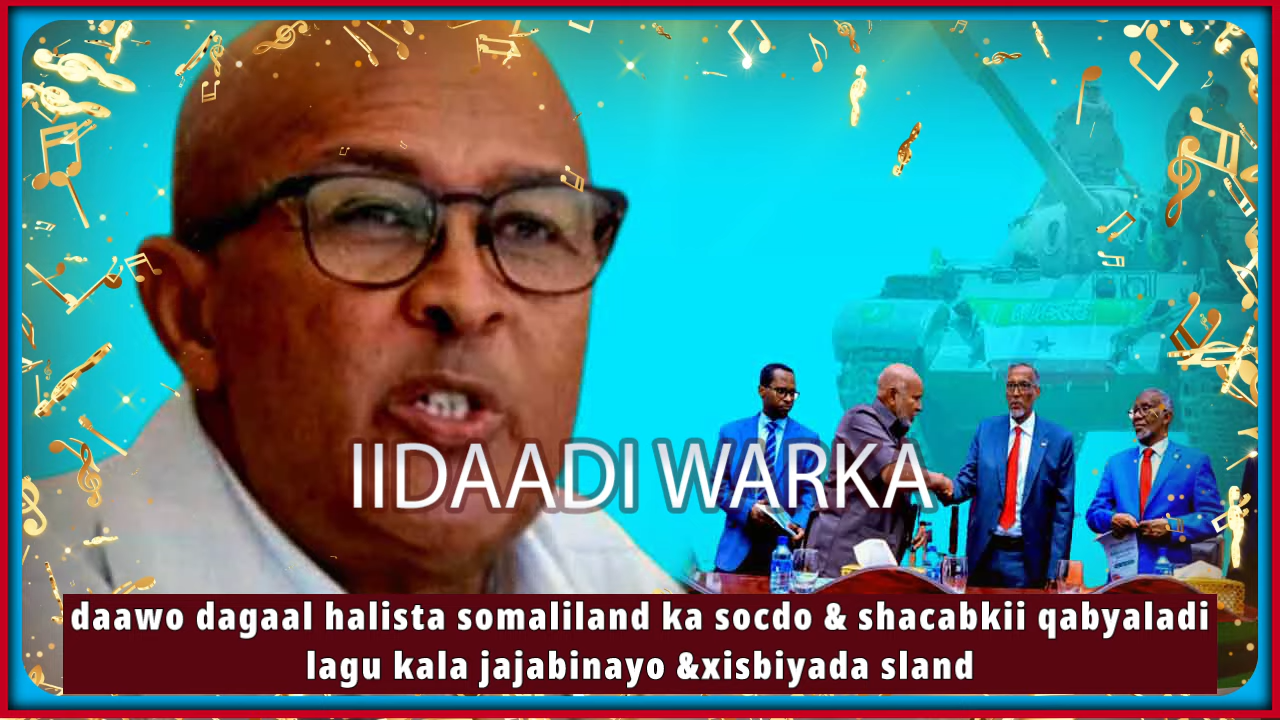 IIDAADI WARKA
daawo dagaal halista somaliland ka socdo & shacabkii qabyaladi
lagu kala jajabinayo &xisbiyada sland